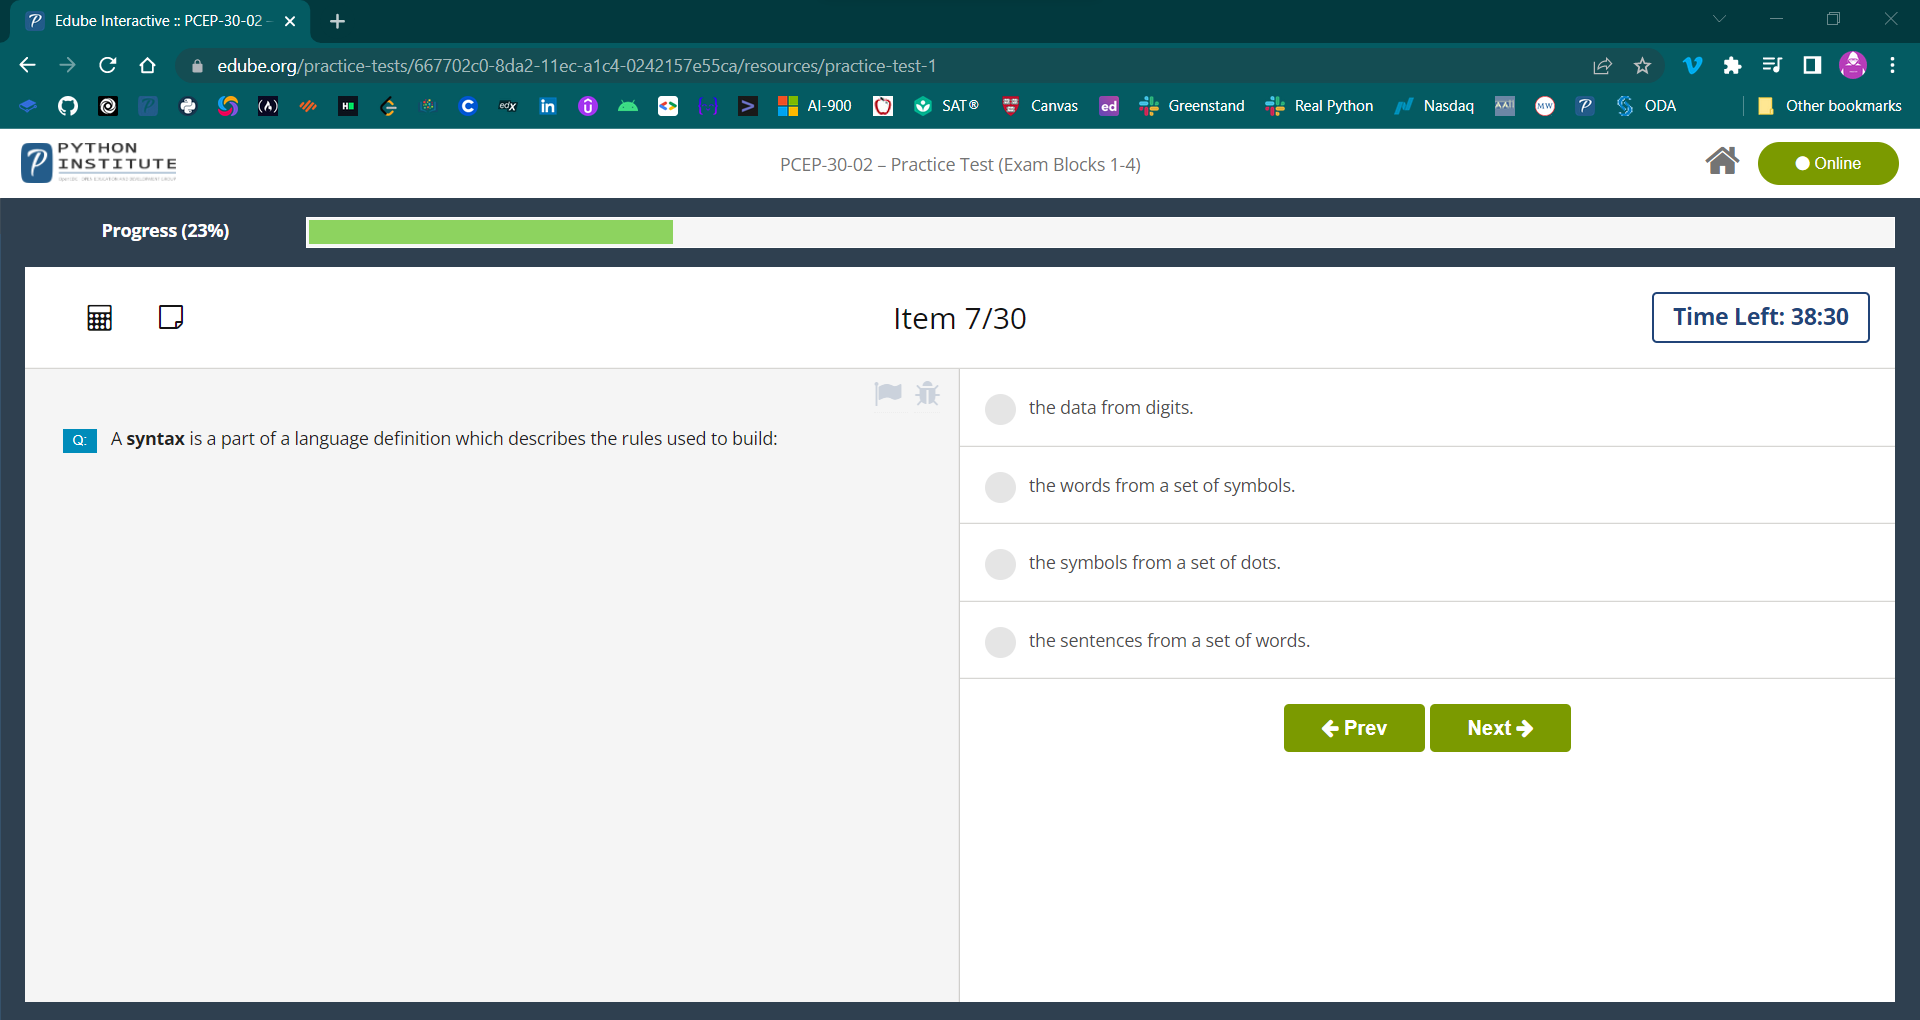 Edube Interactive :: PCEP-30-02 –
edube.org/practice-tests/667702c0-8da2-11ec-a1c4-0242157e55ca/resources/practice-test-1
AI-900
SAT®
Canvas
ed
Greenstand
Real Python
Nasdaq
ODA
Other bookmarks
PYTHON
INSTITUTE
PCEP-30-02 – Practice Test (Exam Blocks 1-4)
Online
Progress (23%)
Item 7/30
Time Left: 38:30
Q: A syntax is a part of a language definition which describes the rules used to build:
the data from digits.
the words from a set of symbols.
the symbols from a set of dots.
the sentences from a set of words.
Prev
Next